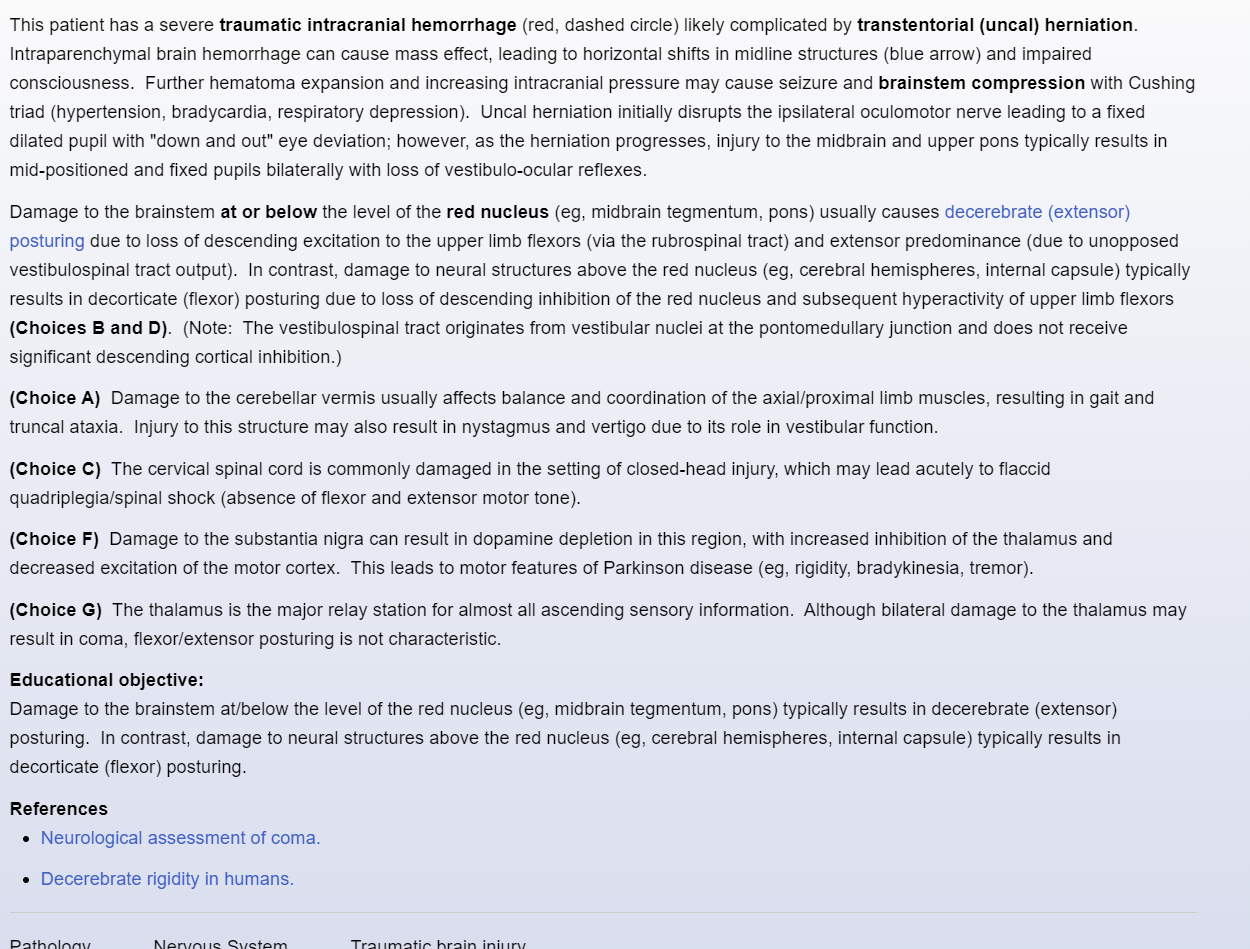 This patient has a severe traumatic intracranial hemorrhage (red, dashed circle) likely complicated by transtentorial (uncal) herniation.
Intraparenchymal brain hemorrhage can cause mass effect, leading to horizontal shifts in midline structures (blue arrow) and impaired
consciousness.  Further hematoma expansion and increasing intracranial pressure may cause seizure and brainstem compression with Cushing
triad (hypertension, bradycardia, respiratory depression).  Uncal herniation initially disrupts the ipsilateral oculomotor nerve leading to a fixed
dilated pupil with "down and out" eye deviation; however, as the herniation progresses, injury to the midbrain and upper pons typically results in
mid-positioned and fixed pupils bilaterally with loss of vestibulo-ocular reflexes.
Damage to the brainstem at or below the level of the red nucleus (eg, midbrain tegmentum, pons) usually causes decerebrate (extensor)
posturing due to loss of descending excitation to the upper limb flexors (via the rubrospinal tract) and extensor predominance (due to unopposed
vestibulospinal tract output).  In contrast, damage to neural structures above the red nucleus (eg, cerebral hemispheres, internal capsule) typically
results in decorticate (flexor) posturing due to loss of descending inhibition of the red nucleus and subsequent hyperactivity of upper limb flexors
(Choices B and D).  (Note:  The vestibulospinal tract originates from vestibular nuclei at the pontomedullary junction and does not receive
significant descending cortical inhibition.)
(Choice A)  Damage to the cerebellar vermis usually affects balance and coordination of the axial/proximal limb muscles, resulting in gait and
truncal ataxia.  Injury to this structure may also result in nystagmus and vertigo due to its role in vestibular function.
(Choice C)  The cervical spinal cord is commonly damaged in the setting of closed-head injury, which may lead acutely to flaccid
quadriplegia/spinal shock (absence of flexor and extensor motor tone).
(Choice F)  Damage to the substantia nigra can result in dopamine depletion in this region, with increased inhibition of the thalamus and
decreased excitation of the motor cortex.  This leads to motor features of Parkinson disease (eg, rigidity, bradykinesia, tremor).
(Choice G)  The thalamus is the major relay station for almost all ascending sensory information.  Although bilateral damage to the thalamus may
result in coma, flexor/extensor posturing is not characteristic.
Educational objective:
Damage to the brainstem at/below the level of the red nucleus (eg, midbrain tegmentum, pons) typically results in decerebrate (extensor)
posturing.  In contrast, damage to neural structures above the red nucleus (eg, cerebral hemispheres, internal capsule) typically results in
decorticate (flexor) posturing.
References
Neurological assessment of coma.
Decerebrate rigidity in humans.
Pathology Nervous System Traumatic brain injury